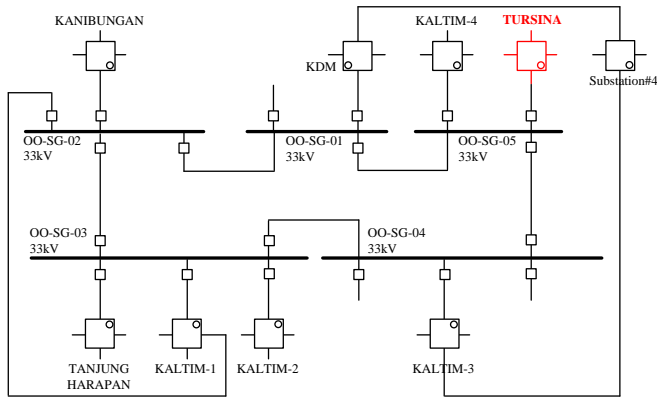 KANIBUNGAN
KALTIM-4
TURSINA
KDM
Substation#4
OO-SG-02
33kV
OO-SG-01
33kV
OO-SG-05
33kV
OO-SG-03
33kV
OO-SG-04
33kV
TANJUNG
HARAPAN
KALTIM-1
KALTIM-2
KALTIM-3